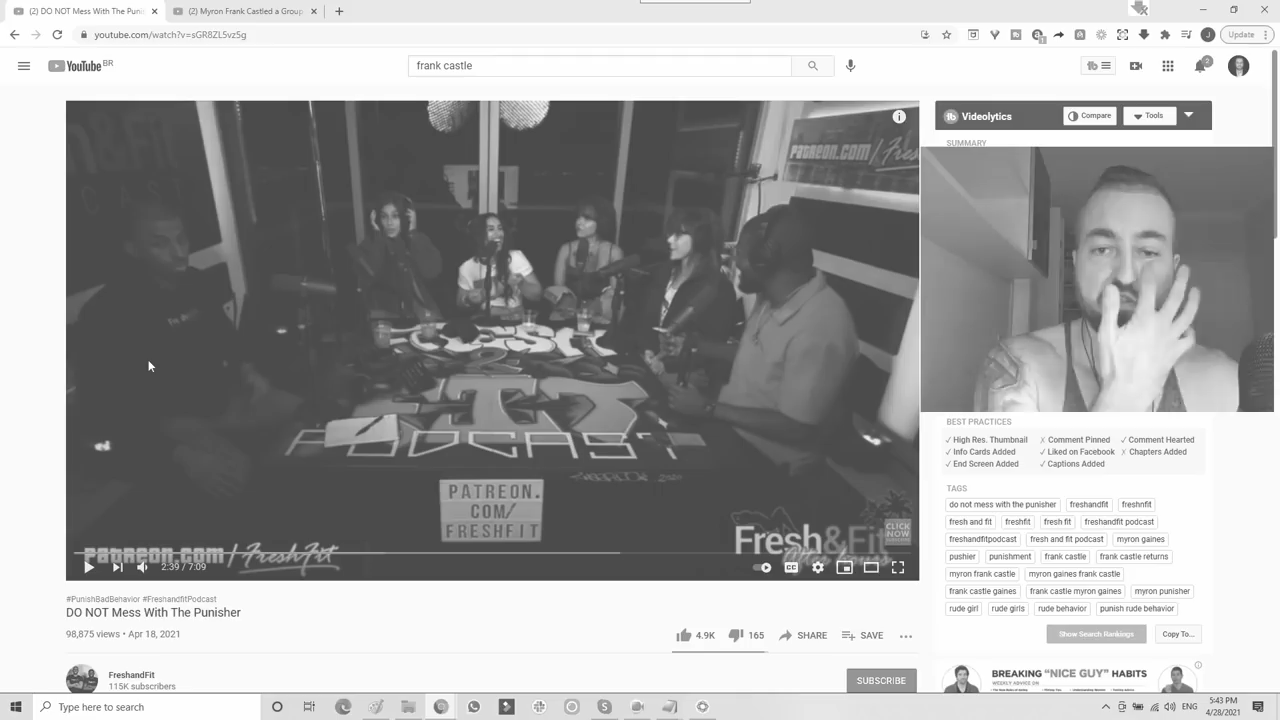 (2) DO NOT Mess With The Punis
(2) Myron Frank Castled a Group
youtube.com/watch?v=sGR8ZL5vz5g
Update
YouTube BR
frank castle
2
Videolytics
Compare
Tools
SUMMARY
patreon.com/Fresh
PATREON.
COM/
FRESHFIT
Fresh&Fit
CLICK
NOW
patreon.com/FreshFit
2:39 / 7:09
#PunishBadBehavior #FreshandfitPodcast
DO NOT Mess With The Punisher
98,875 views • Apr 18, 2021
4.9K
165
SHARE
SAVE
FreshandFit
115K subscribers
SUBSCRIBE
BEST PRACTICES
✓ High Res. Thumbnail
✗ Comment Pinned
✓ Comment Hearted
✓ Info Cards Added
✓ Liked on Facebook
✗ Chapters Added
✓ End Screen Added
✓ Captions Added
TAGS
do not mess with the punisher freshandfit freshnfit
fresh and fit freshfit fresh fit freshandfit podcast
freshandfitpodcast fresh and fit podcast myron gaines
pushier punishment frank castle frank castle returns
myron frank castle myron gaines frank castle
frank castle gaines frank castle myron gaines myron punisher
rude girl rude girls rude behavior punish rude behavior
Show Search Rankings
Copy To...
BREAKING "NICE GUY" HABITS
Type here to search
ENG
5:43 PM
4/28/2021